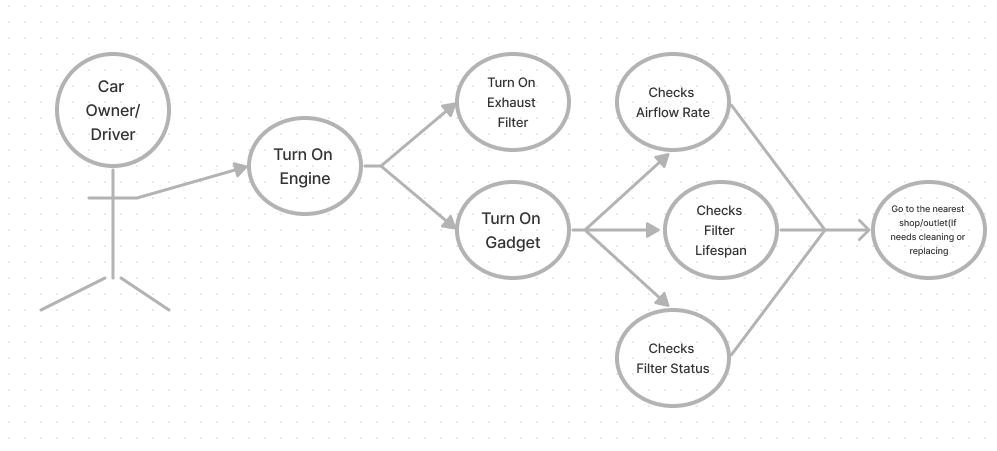 Car
Owner/
Driver
Turn On
Engine
Turn On
Exhaust
Filter
Turn On
Gadget
Checks
Airflow Rate
Checks
Filter
Lifespan
Checks
Filter Status
Go to the nearest
shop/outlet(If
needs cleaning or
replacing